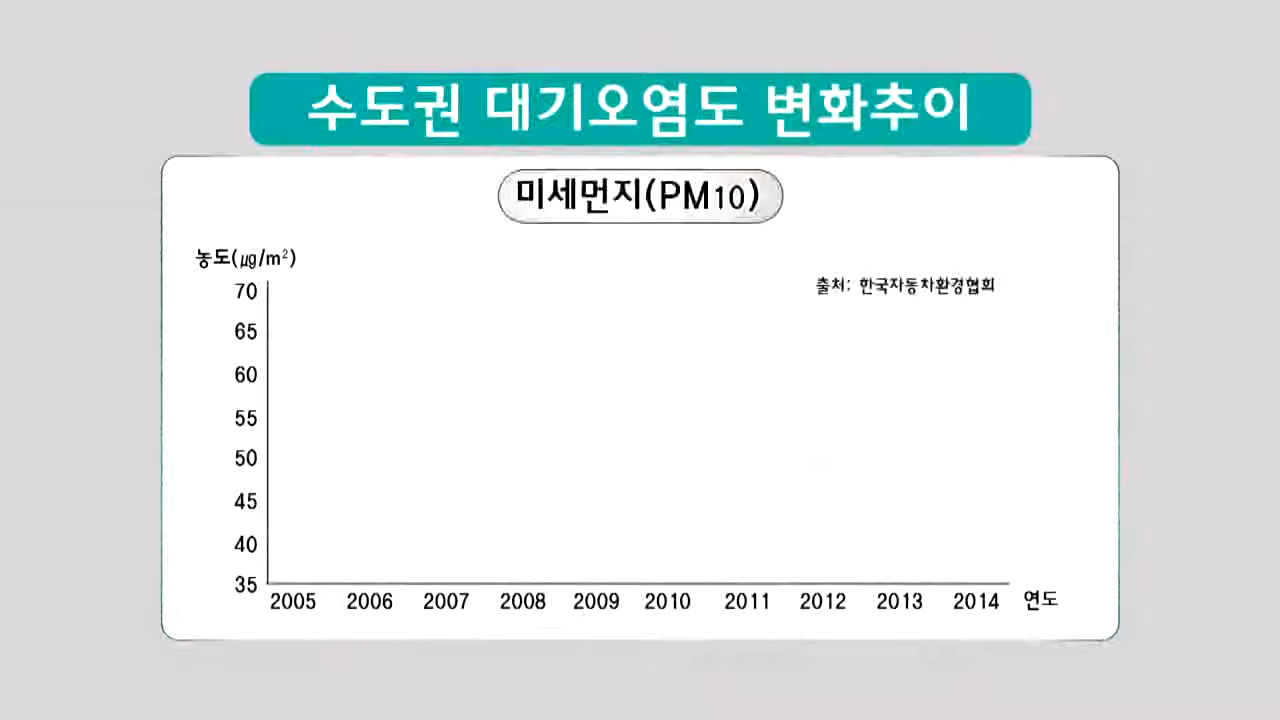 수도권 대기오염도 변화추이
미세먼지(PM10)
농도(㎍/m²)
출처: 한국자동차환경협회
70
65
60
55
50
45
40
35
2005 2006 2007 2008 2009 2010 2011 2012 2013 2014 연도